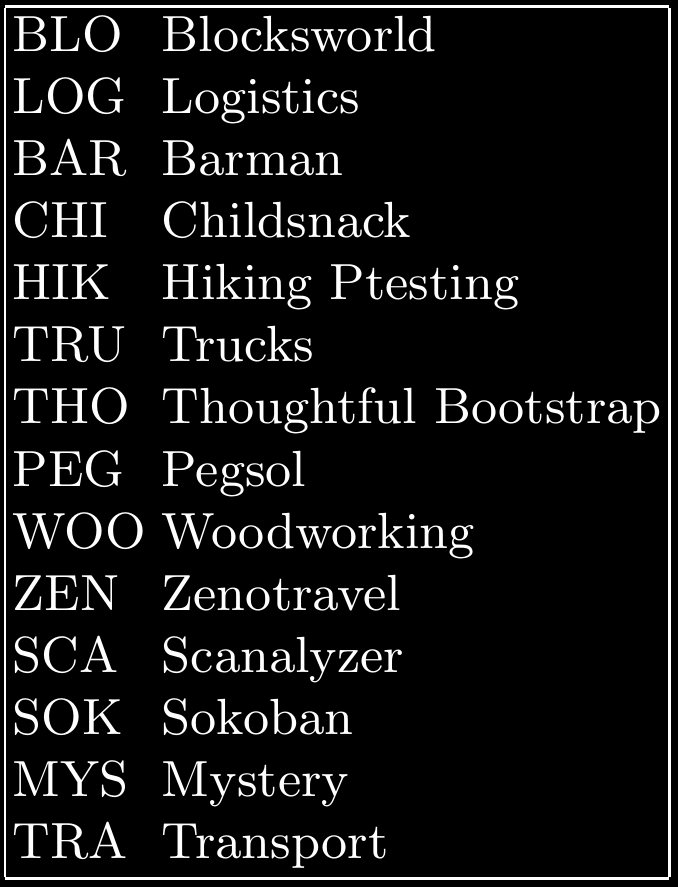 BLO Blocksworld
LOG Logistics
BAR Barman
CHI Childsnack
HIK Hiking Ptesting
TRU Trucks
THO Thoughtful Bootstrap
PEG Pegsol
WOO Woodworking
ZEN Zenotravel
SCA Scanalyzer
SOK Sokoban
MYS Mystery
TRA Transport